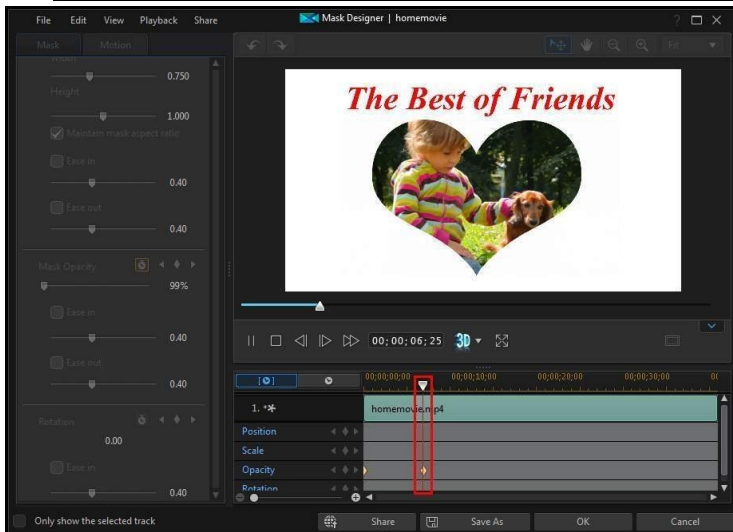 File Edit View Playback Share
Mask Designer | homemovie
?
Mask Motion
Fit
Width
0.750
Height
1.000
Maintain mask aspect ratio
Ease in
0.40
Ease out
0.40
Mask Opacity
99%
Ease in
0.40
Ease out
0.40
Rotation
0.00
Ease in
0.40
The Best of Friends
00;00;06;25 3D
00;00;00;00 00;00;10;00 00;00;20;00 00;00;30;00 00
1. homemovie.mp4
Position
Scale
Opacity
Rotation
Only show the selected track
Share Save As OK Cancel